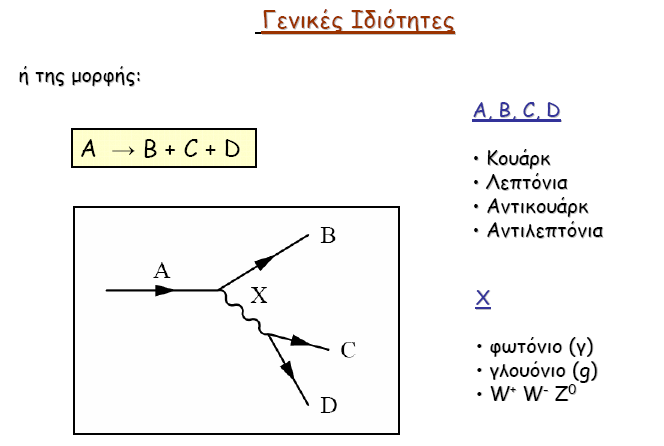 Γενικές Ιδιότητες
ή της μορφής:
A → B + C + D
A
B
X
C
D
A, B, C, D
• Κουάρκ
• Λεπτόνια
• Αντικουάρκ
• Αντιλεπτόνια
X
• φωτόνιο (γ)
• γλουόνιο (g)
• W⁺ W⁻ Z⁰